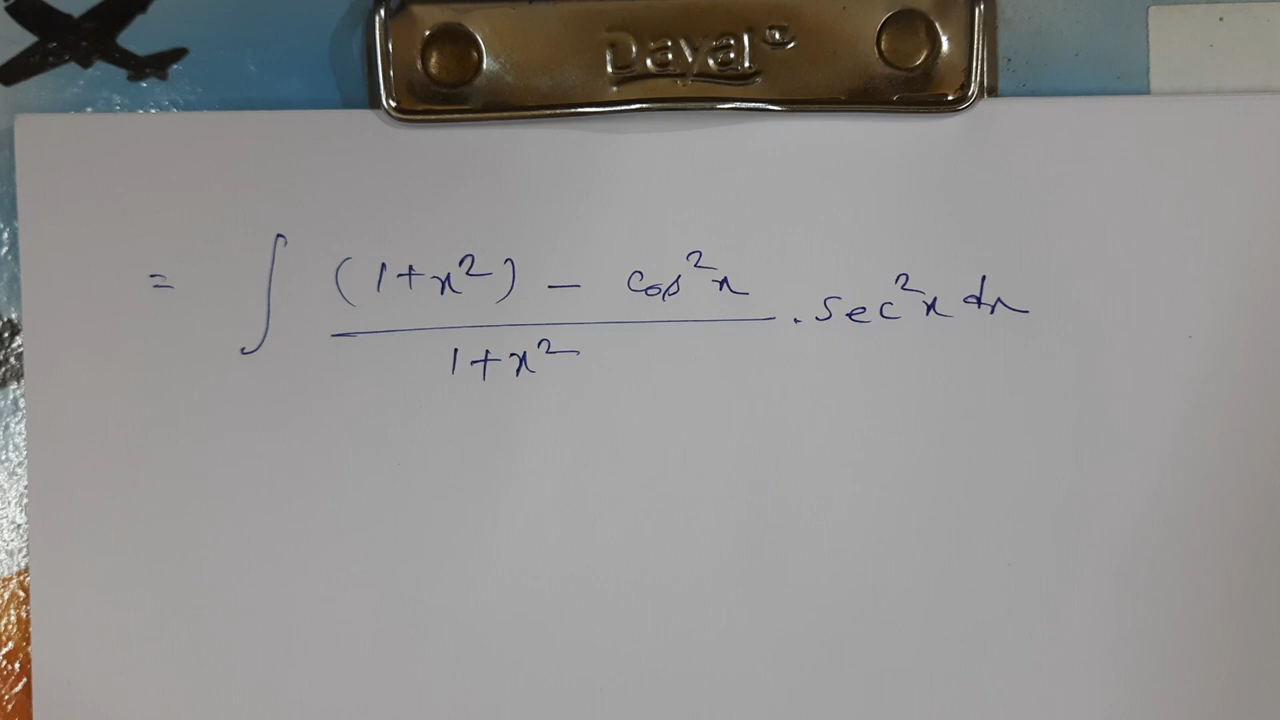 Dayal
= ∫ (1+x²) − cos²x / 1+x² . sec²x dx